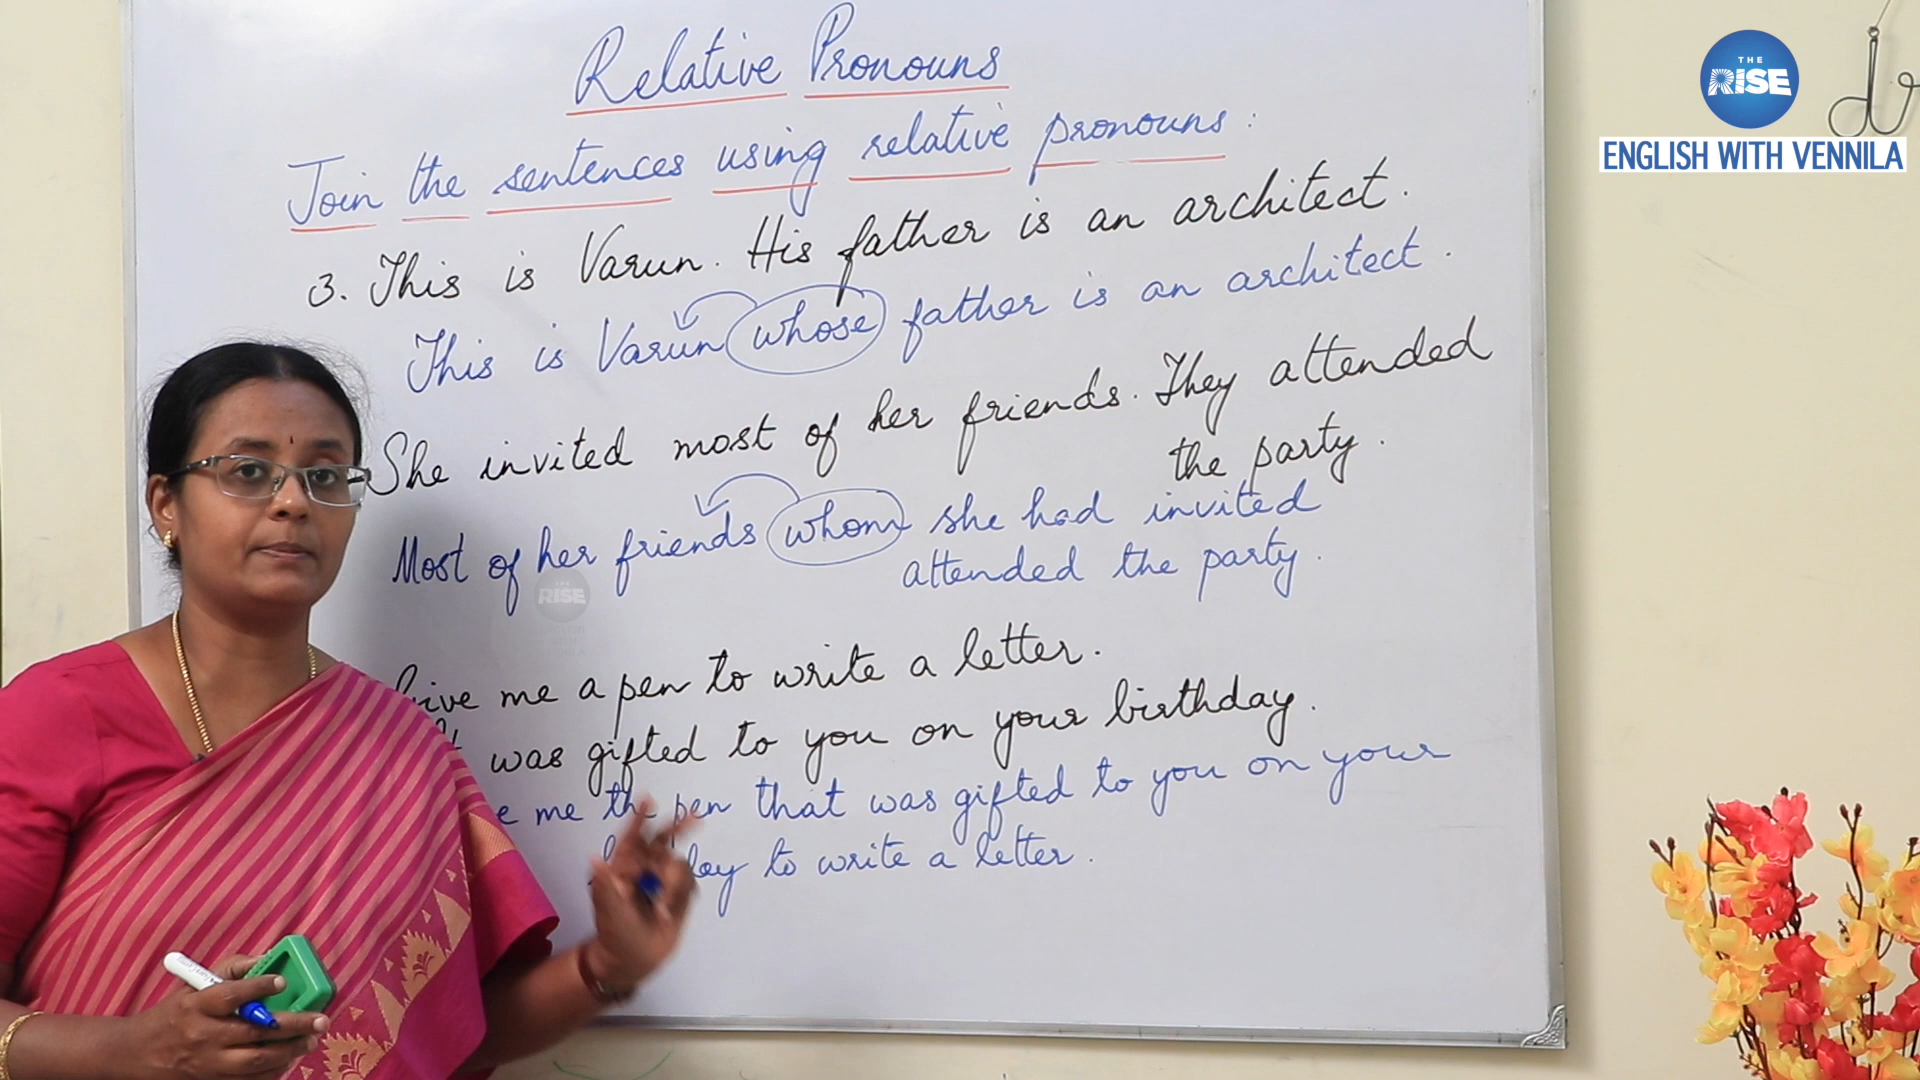 Relative Pronouns
THE
RISE
ENGLISH WITH VENNILA
Join the sentences using relative pronouns :
3. This is Varun. His father is an architect.
This is Varun whose father is an architect.
She invited most of her friends. They attended
the party.
Most of her friends whom she had invited
attended the party.
THE
RISE
me a pen to write a letter.
was gifted to you on your birthday.
me the pen that was gifted to you on your
to write a letter.